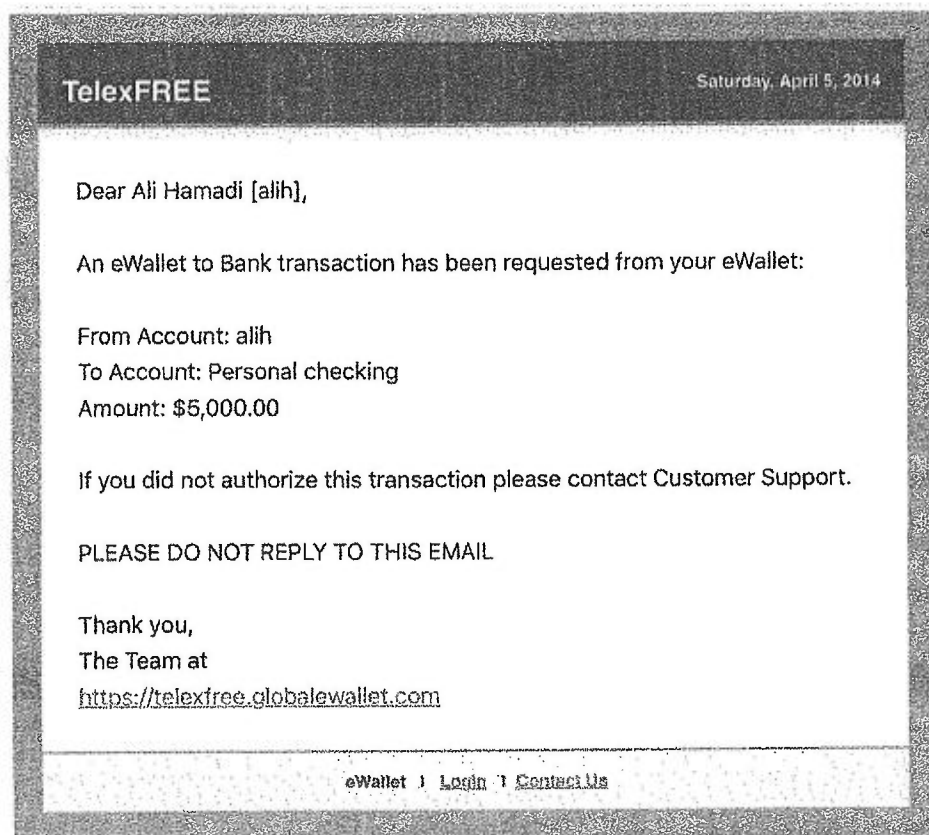 TelexFREE
Saturday, April 5, 2014
Dear Ali Hamadi [alih],
An eWallet to Bank transaction has been requested from your eWallet:
From Account: alih
To Account: Personal checking
Amount: $5,000.00
If you did not authorize this transaction please contact Customer Support.
PLEASE DO NOT REPLY TO THIS EMAIL
Thank you,
The Team at
https://telexfree.globalewallet.com
eWallet | Login | Contact Us